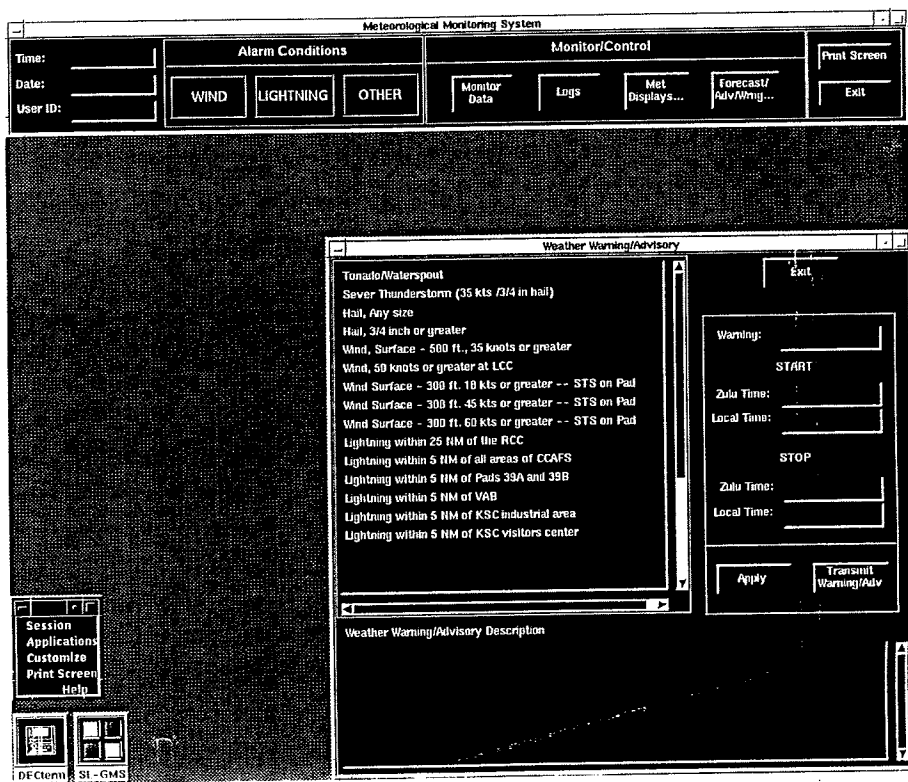 Meteorological Monitoring System
Time:
Date:
User ID:
Alarm Conditions
WIND
LIGHTNING
OTHER
Monitor/Control
Monitor
Data
Logs
Met
Displays...
Forecast/
Adv/Wrng...
Print Screen
Exit
Weather Warning/Advisory
Tonado/Waterspout
Sever Thunderstorm (35 kts /3/4 in hail)
Hail, Any size
Hail, 3/4 inch or greater
Wind, Surface - 500 ft., 35 knots or greater
Wind, 50 knots or greater at LCC
Wind Surface - 300 ft. 18 kts or greater -- STS on Pad
Wind Surface - 300 ft. 45 kts or greater -- STS on Pad
Wind Surface - 300 ft. 60 kts or greater -- STS on Pad
Lightning within 25 NM of the RCC
Lightning within 5 NM of all areas of CCAFS
Lightning within 5 NM of Pads 39A and 39B
Lightning within 5 NM of VAB
Lightning within 5 NM of KSC industrial area
Lightning within 5 NM of KSC visitors center
Exit
Warning:
START
Zulu Time:
Local Time:
STOP
Zulu Time:
Local Time:
Apply
Transmit
Warning/Adv
Weather Warning/Advisory Description
Session
Applications
Customize
Print Screen
Help
DECterm
SL-GMS